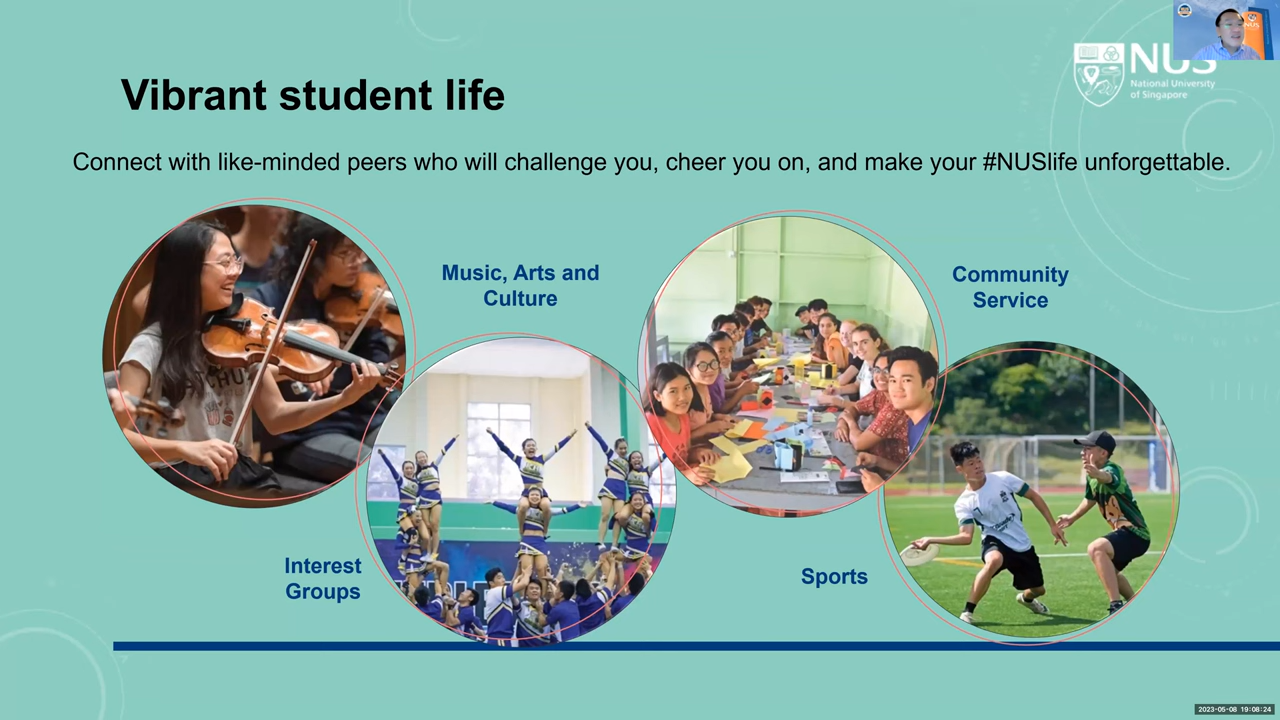 Vibrant student life
NUS
National University
of Singapore
NUS
Connect with like-minded peers who will challenge you, cheer you on, and make your #NUSlife unforgettable.
Music, Arts and
Culture
Community
Service
Interest
Groups
Sports
2023-05-08 19:08:24